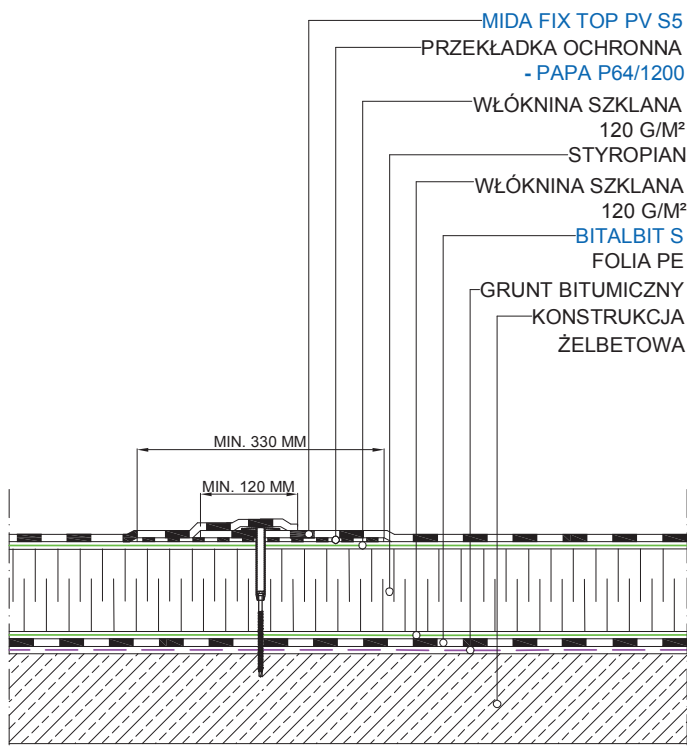 MIDA FIX TOP PV S5
PRZEKŁADKA OCHRONNA
- PAPA P64/1200
WŁÓKNINA SZKLANA
120 G/M²
STYROPIAN
WŁÓKNINA SZKLANA
120 G/M²
BITALBIT S
FOLIA PE
GRUNT BITUMICZNY
KONSTRUKCJA
ŻELBETOWA
MIN. 330 MM
MIN. 120 MM